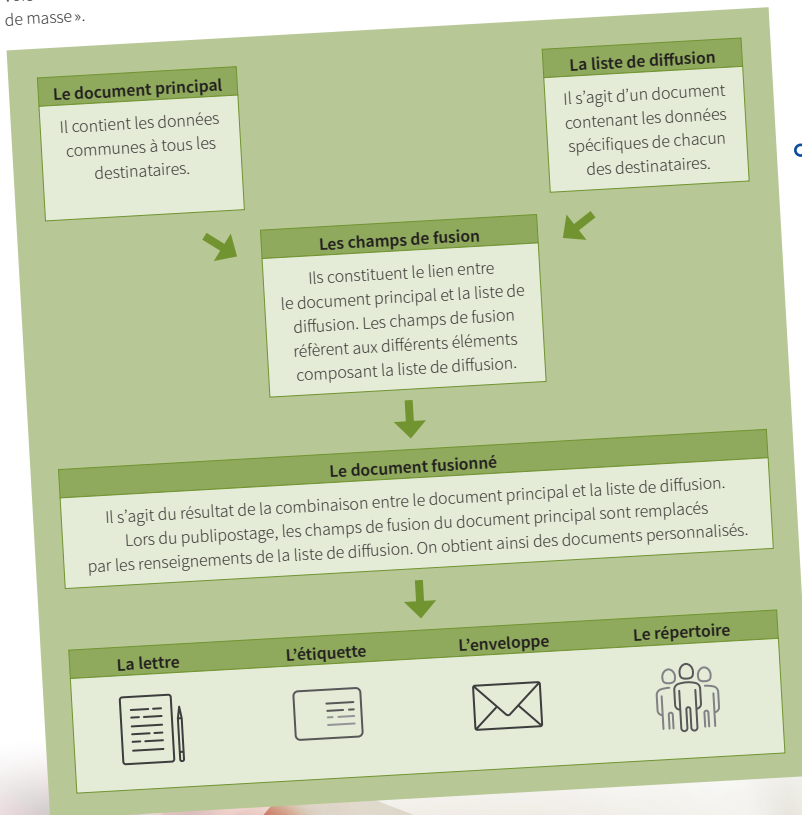 de masse ».
Le document principal
Il contient les données
communes à tous les
destinataires.
La liste de diffusion
Il s'agit d'un document
contenant les données
spécifiques de chacun
des destinataires.
Les champs de fusion
Ils constituent le lien entre
le document principal et la liste de
diffusion. Les champs de fusion
réfèrent aux différents éléments
composant la liste de diffusion.
Le document fusionné
Il s'agit du résultat de la combinaison entre le document principal et la liste de diffusion.
Lors du publipostage, les champs de fusion du document principal sont remplacés
par les renseignements de la liste de diffusion. On obtient ainsi des documents personnalisés.
La lettre
L'étiquette
L'enveloppe
Le répertoire